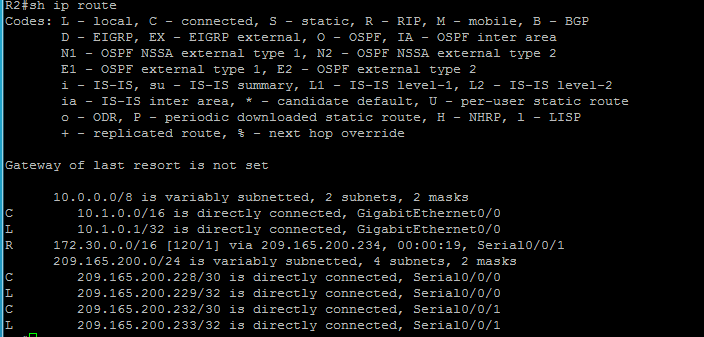 R2#sh ip route
Codes: L - local, C - connected, S - static, R - RIP, M - mobile, B - BGP
D - EIGRP, EX - EIGRP external, O - OSPF, IA - OSPF inter area
N1 - OSPF NSSA external type 1, N2 - OSPF NSSA external type 2
E1 - OSPF external type 1, E2 - OSPF external type 2
i - IS-IS, su - IS-IS summary, L1 - IS-IS level-1, L2 - IS-IS level-2
ia - IS-IS inter area, * - candidate default, U - per-user static route
o - ODR, P - periodic downloaded static route, H - NHRP, l - LISP
+ - replicated route, % - next hop override
Gateway of last resort is not set
10.0.0.0/8 is variably subnetted, 2 subnets, 2 masks
C 10.1.0.0/16 is directly connected, GigabitEthernet0/0
L 10.1.0.1/32 is directly connected, GigabitEthernet0/0
R 172.30.0.0/16 [120/1] via 209.165.200.234, 00:00:19, Serial0/0/1
209.165.200.0/24 is variably subnetted, 4 subnets, 2 masks
C 209.165.200.228/30 is directly connected, Serial0/0/0
L 209.165.200.229/32 is directly connected, Serial0/0/0
C 209.165.200.232/30 is directly connected, Serial0/0/1
L 209.165.200.233/32 is directly connected, Serial0/0/1